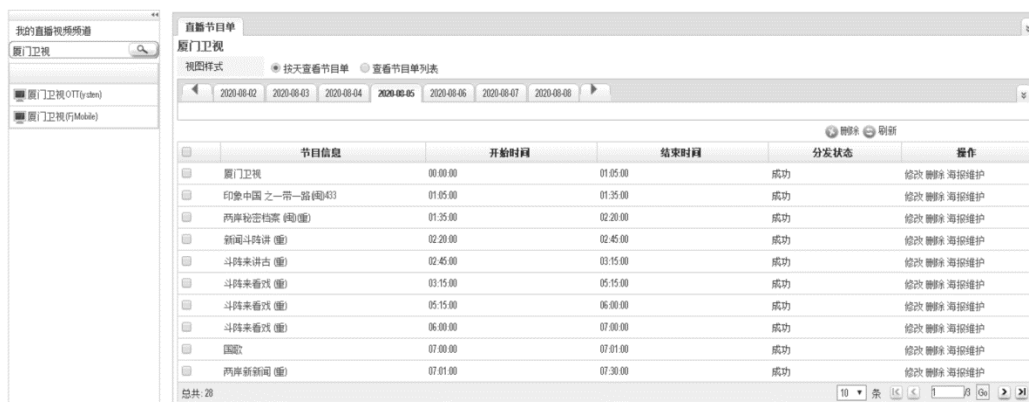 我的直播视频频道
厦门卫视
厦门卫视OTT(ysten)
厦门卫视(FjMobile)
直播节目单
厦门卫视
视图样式 按天查看节目单 查看节目单列表
2020-08-02 2020-08-03 2020-08-04 2020-08-05 2020-08-06 2020-08-07 2020-08-08
删除 刷新
节目信息 开始时间 结束时间 分发状态 操作
厦门卫视 00:00:00 01:05:00 成功 修改 删除 海报维护
印象中国 之一带一路(闽)433 01:05:00 01:35:00 成功 修改 删除 海报维护
两岸秘密档案 (闽)(重) 01:35:00 02:20:00 成功 修改 删除 海报维护
新闻斗阵讲 (重) 02:20:00 02:45:00 成功 修改 删除 海报维护
斗阵来讲古 (重) 02:45:00 03:15:00 成功 修改 删除 海报维护
斗阵来看戏 (重) 03:15:00 05:15:00 成功 修改 删除 海报维护
斗阵来看戏 (重) 05:15:00 06:00:00 成功 修改 删除 海报维护
斗阵来看戏 (重) 06:00:00 07:00:00 成功 修改 删除 海报维护
国歌 07:00:00 07:01:00 成功 修改 删除 海报维护
两岸新新闻 (重) 07:01:00 07:30:00 成功 修改 删除 海报维护
总共: 28 10 条 1 /3 Go